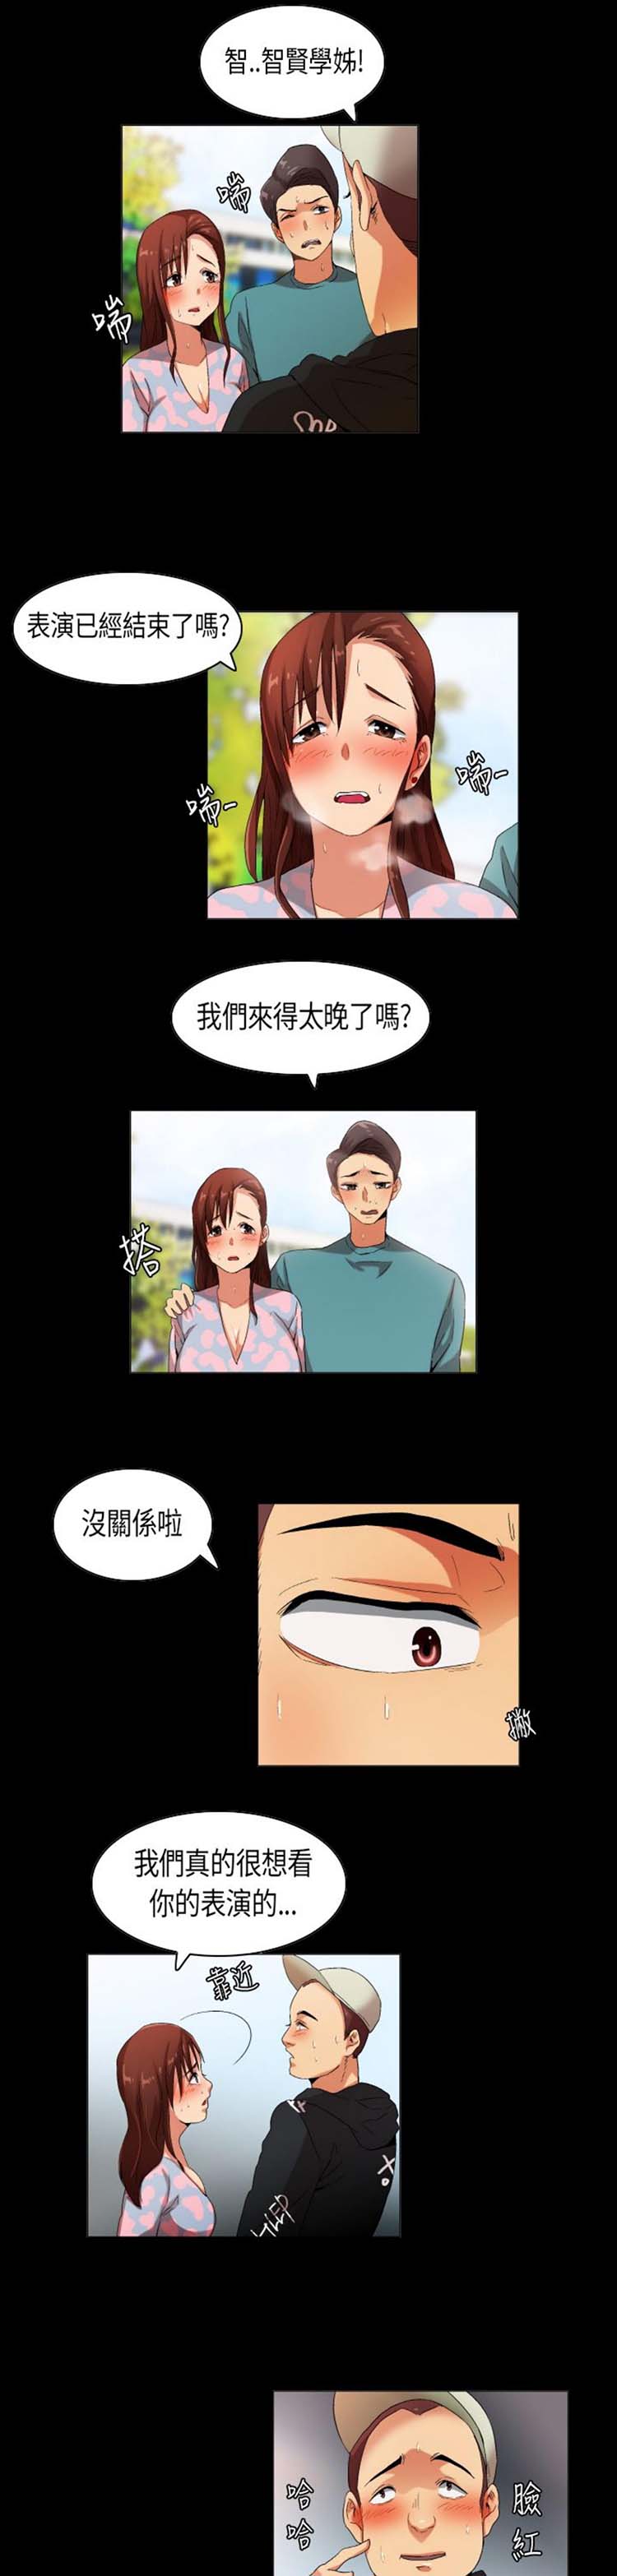 智..智賢學姊!
喘
喘
表演已經結束了嗎?
喘~
喘~
我們來得太晚了嗎?
搭
沒關係啦
撇
我們真的很想看
你的表演的...
靠近
哈
哈
臉
紅